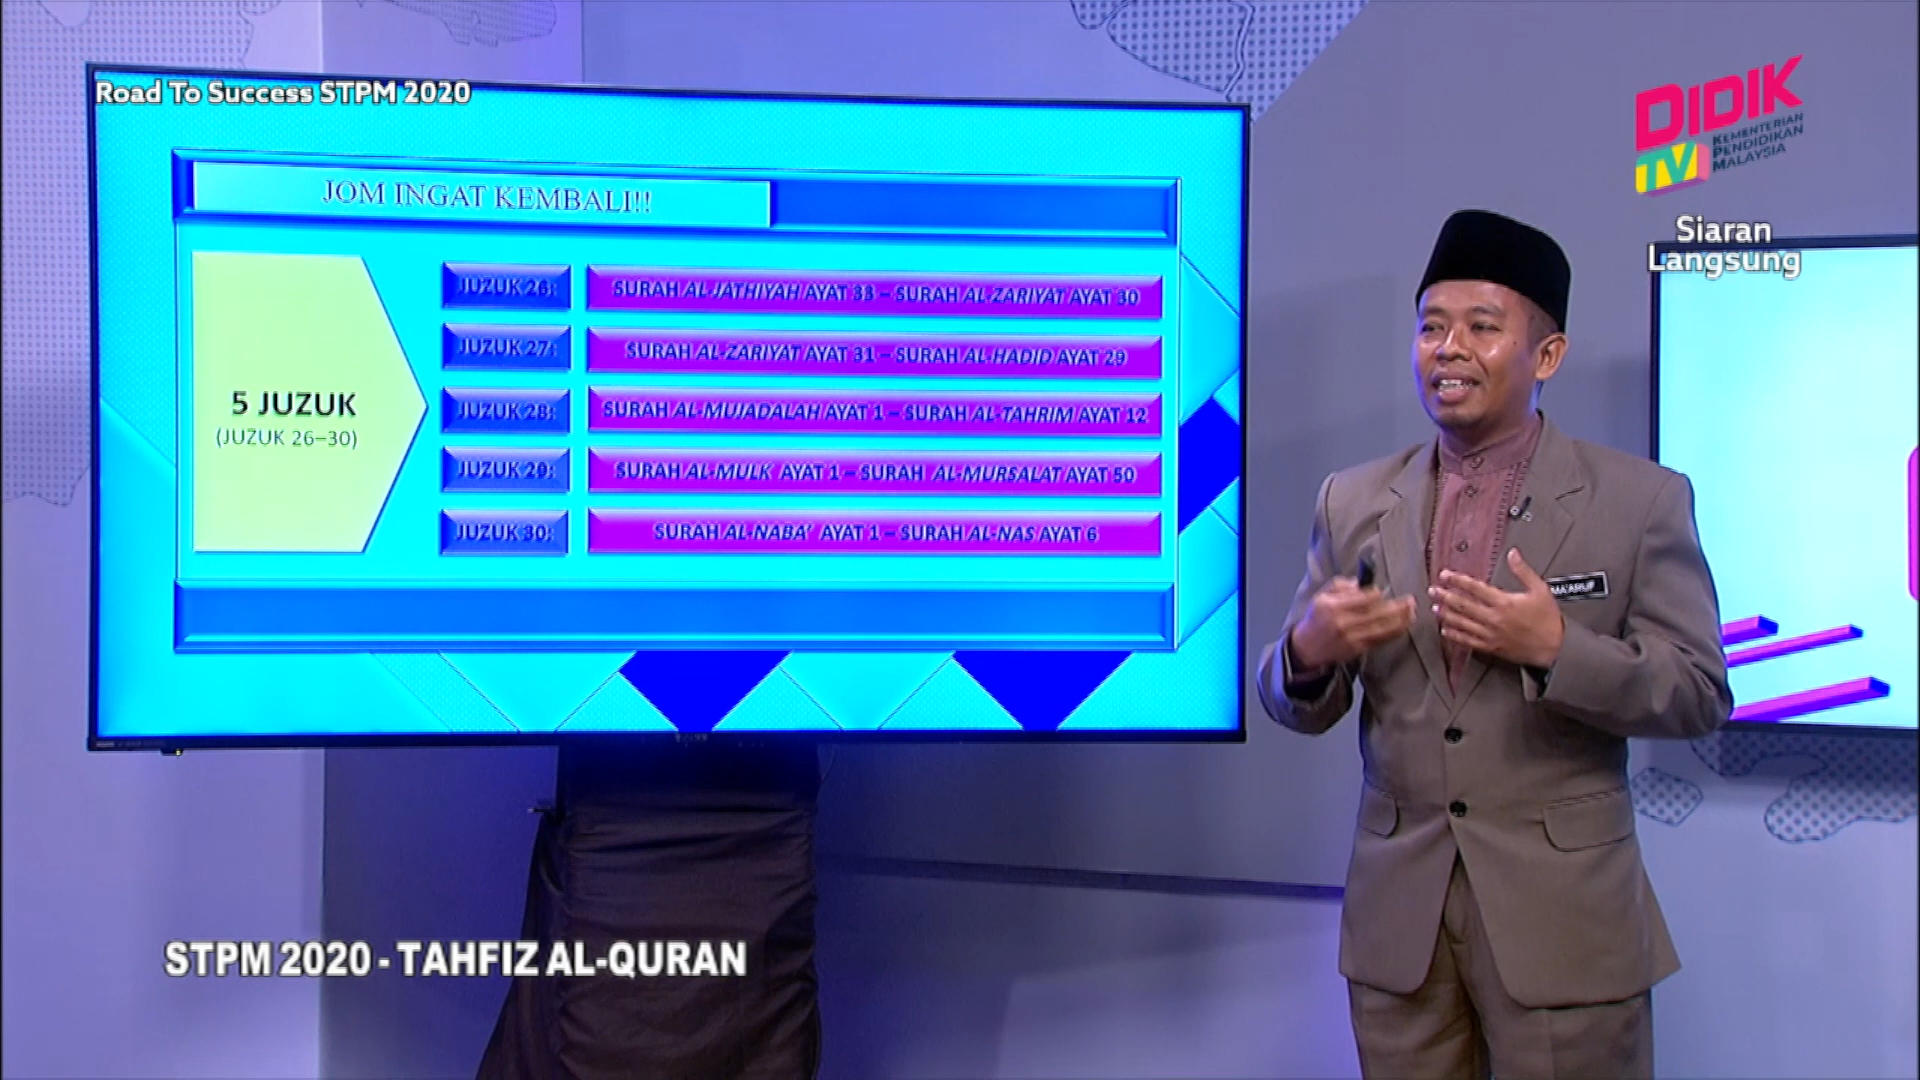 Road To Success STPM 2020
DIDIK
TV
KEMENTERIAN
PENDIDIKAN
MALAYSIA
Siaran
Langsung
JOM INGAT KEMBALI!!
5 JUZUK
(JUZUK 26–30)
JUZUK 26: SURAH AL-JATHIYAH AYAT 33 – SURAH AL-ZARIYAT AYAT 30
JUZUK 27: SURAH AL-ZARIYAT AYAT 31 – SURAH AL-HADID AYAT 29
JUZUK 28: SURAH AL-MUJADALAH AYAT 1 – SURAH AL-TAHRIM AYAT 12
JUZUK 29: SURAH AL-MULK AYAT 1 – SURAH AL-MURSALAT AYAT 50
JUZUK 30: SURAH AL-NABA' AYAT 1 – SURAH AL-NAS AYAT 6
MA'ARUF
STPM 2020 - TAHFIZ AL-QURAN